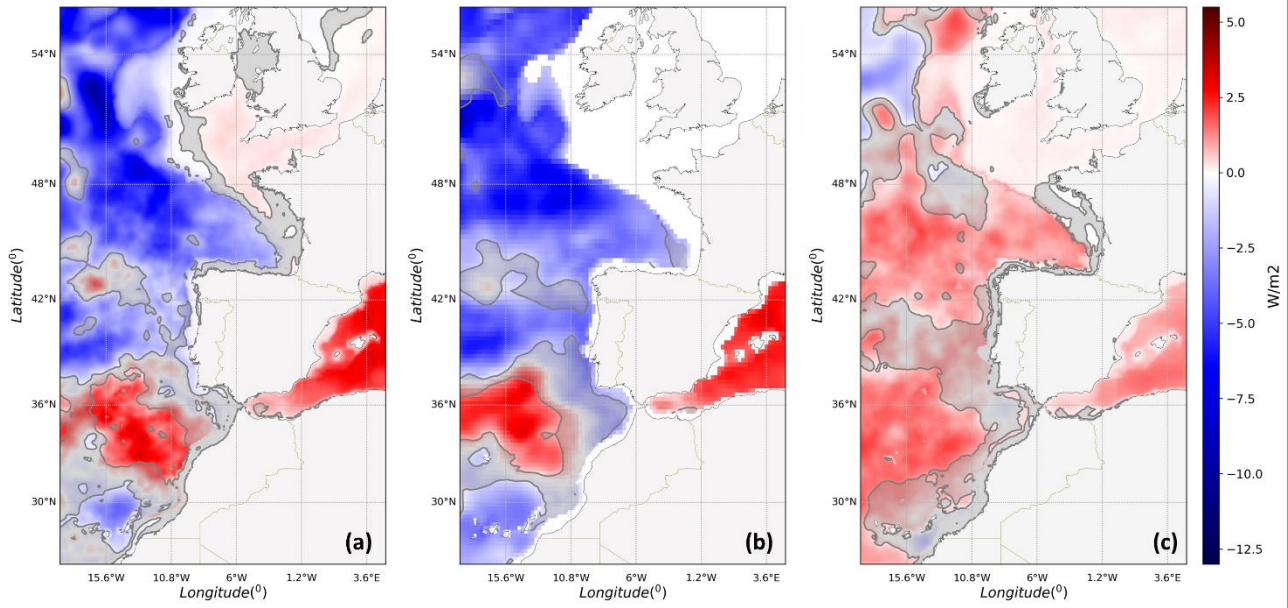 54°N
48°N
42°N
36°N
30°N
Latitude(⁰)
15.6°W 10.8°W 6°W 1.2°W 3.6°E
Longitude(⁰)
(a)
54°N
48°N
42°N
36°N
30°N
Latitude(⁰)
15.6°W 10.8°W 6°W 1.2°W 3.6°E
Longitude(⁰)
(b)
54°N
48°N
42°N
36°N
30°N
Latitude(⁰)
15.6°W 10.8°W 6°W 1.2°W 3.6°E
Longitude(⁰)
(c)
5.0
2.5
0.0
−2.5
−5.0
−7.5
−10.0
−12.5
W/m2